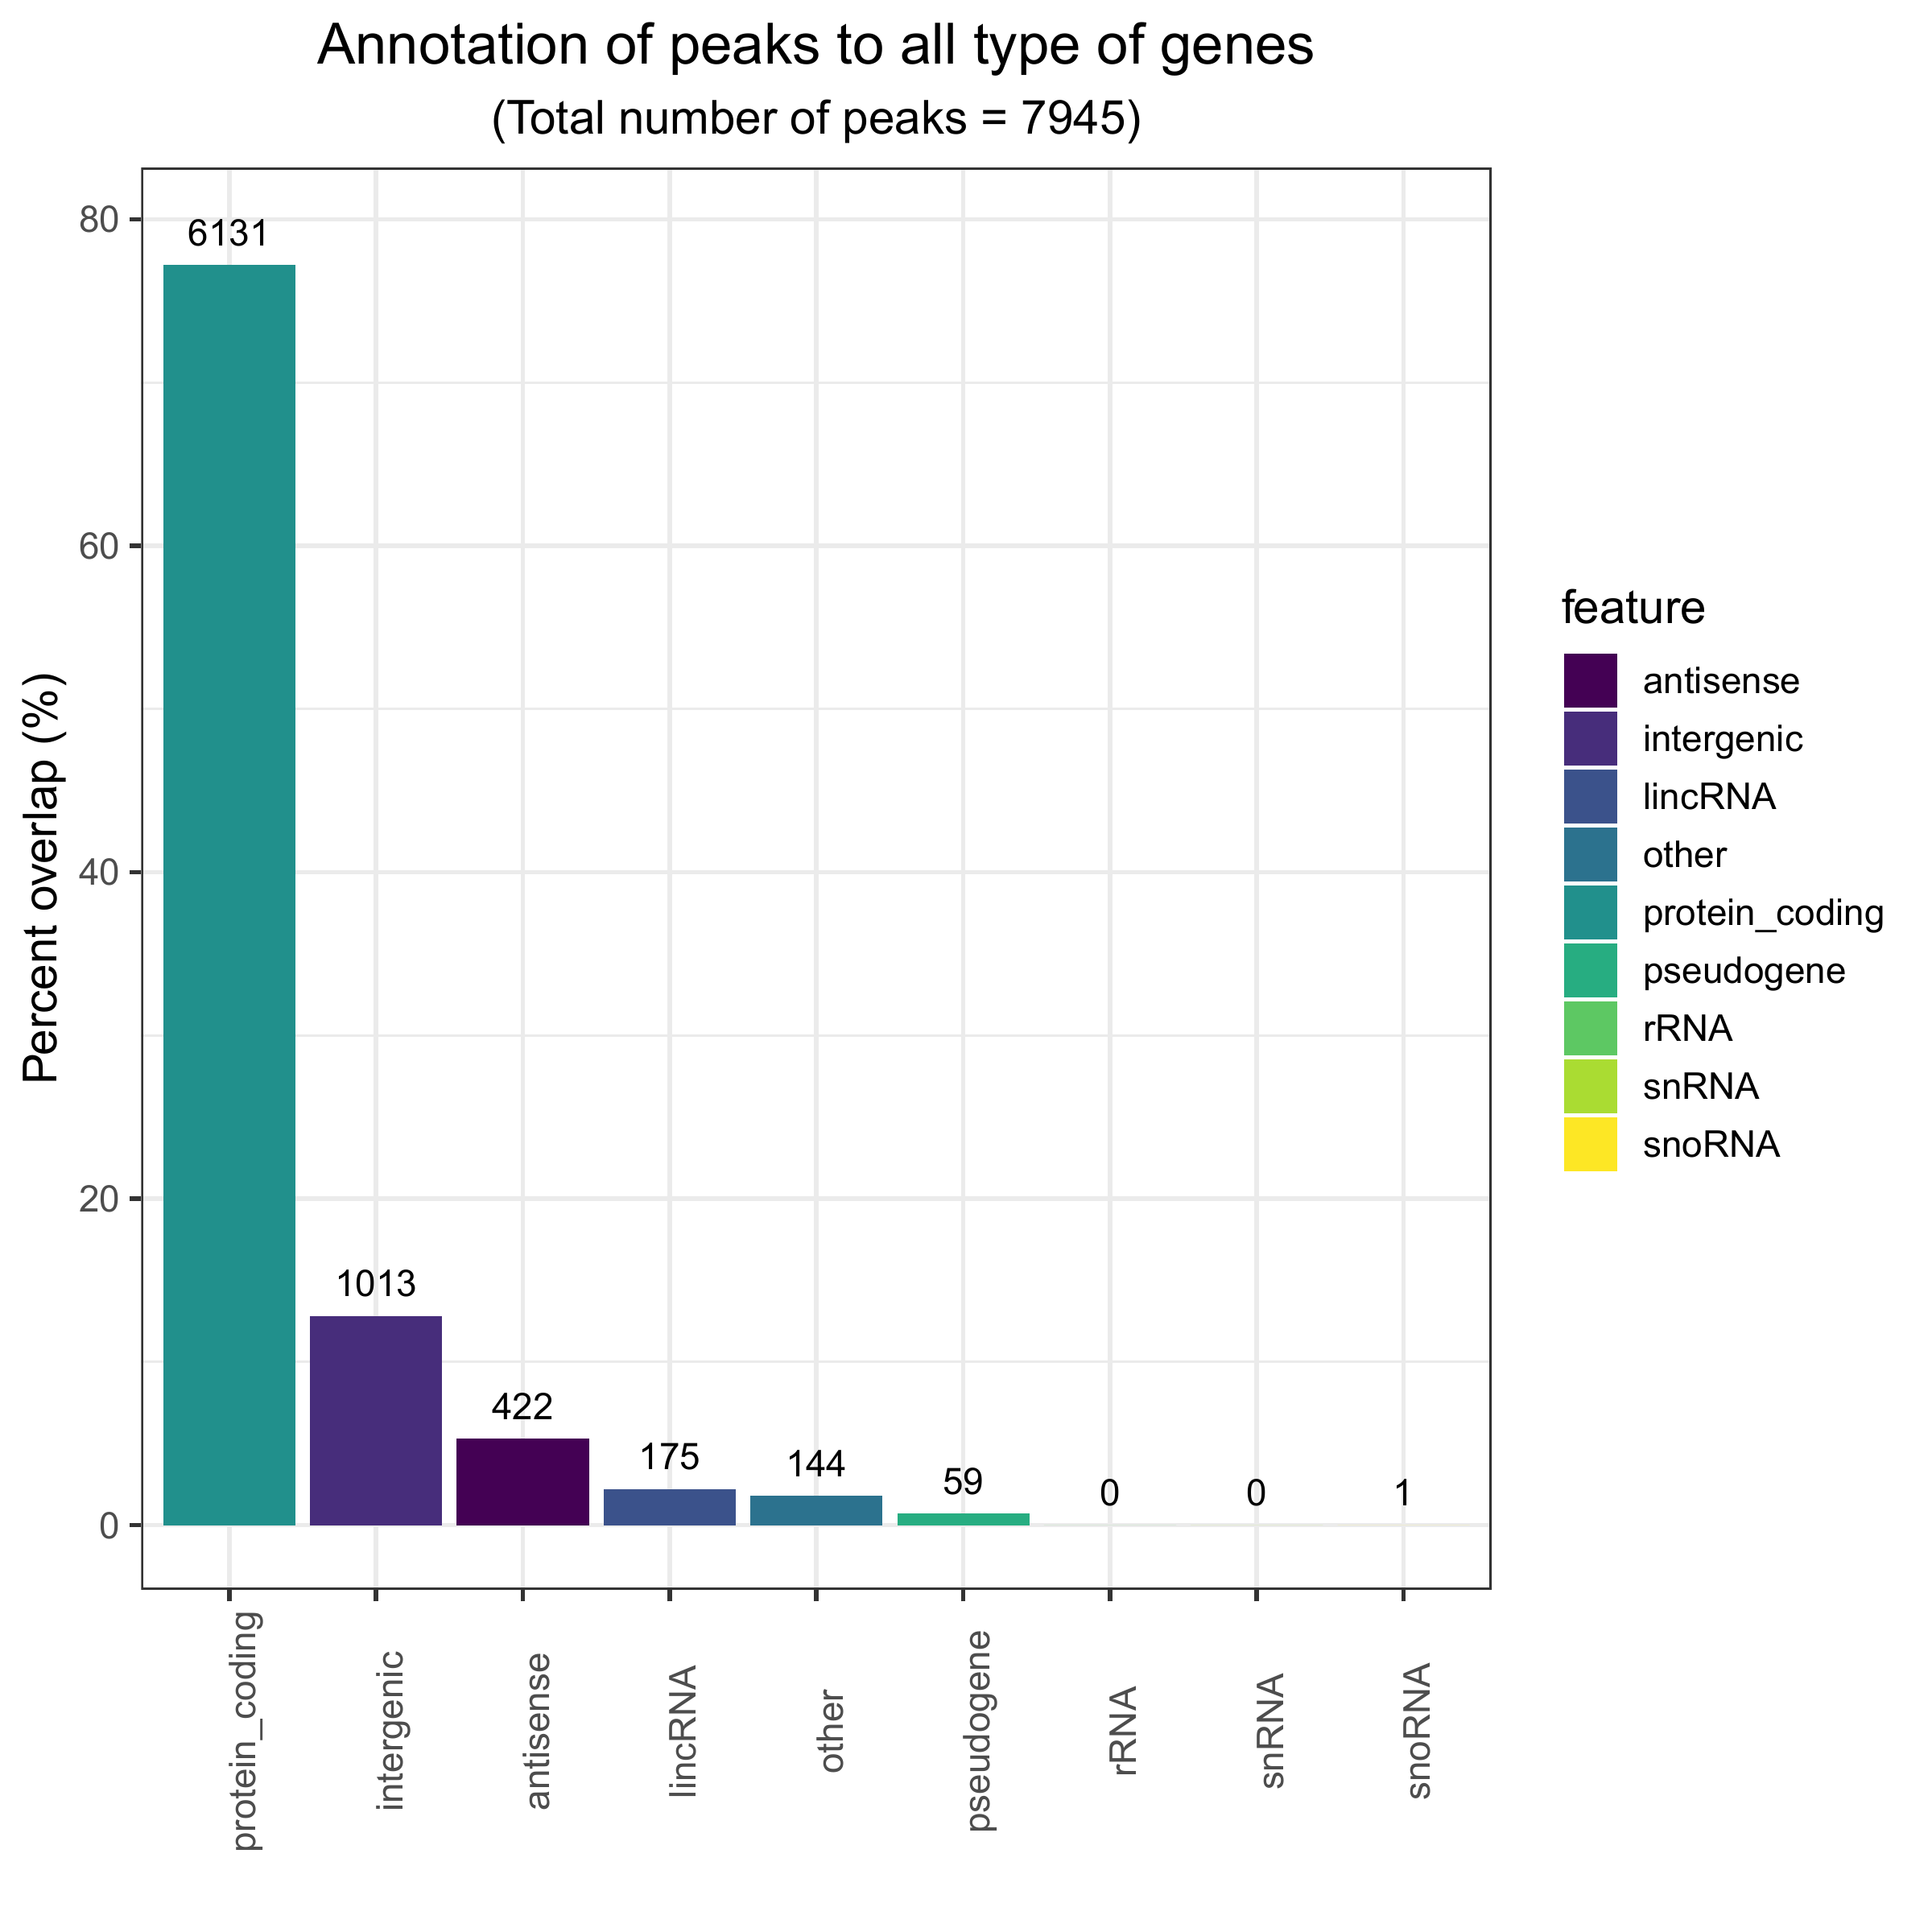 Annotation of peaks to all type of genes
(Total number of peaks = 7945)
Percent overlap (%)
80
60
40
20
0
6131
1013
422
175
144
59
0
0
1
protein_coding
intergenic
antisense
lincRNA
other
pseudogene
rRNA
snRNA
snoRNA
feature
antisense
intergenic
lincRNA
other
protein_coding
pseudogene
rRNA
snRNA
snoRNA